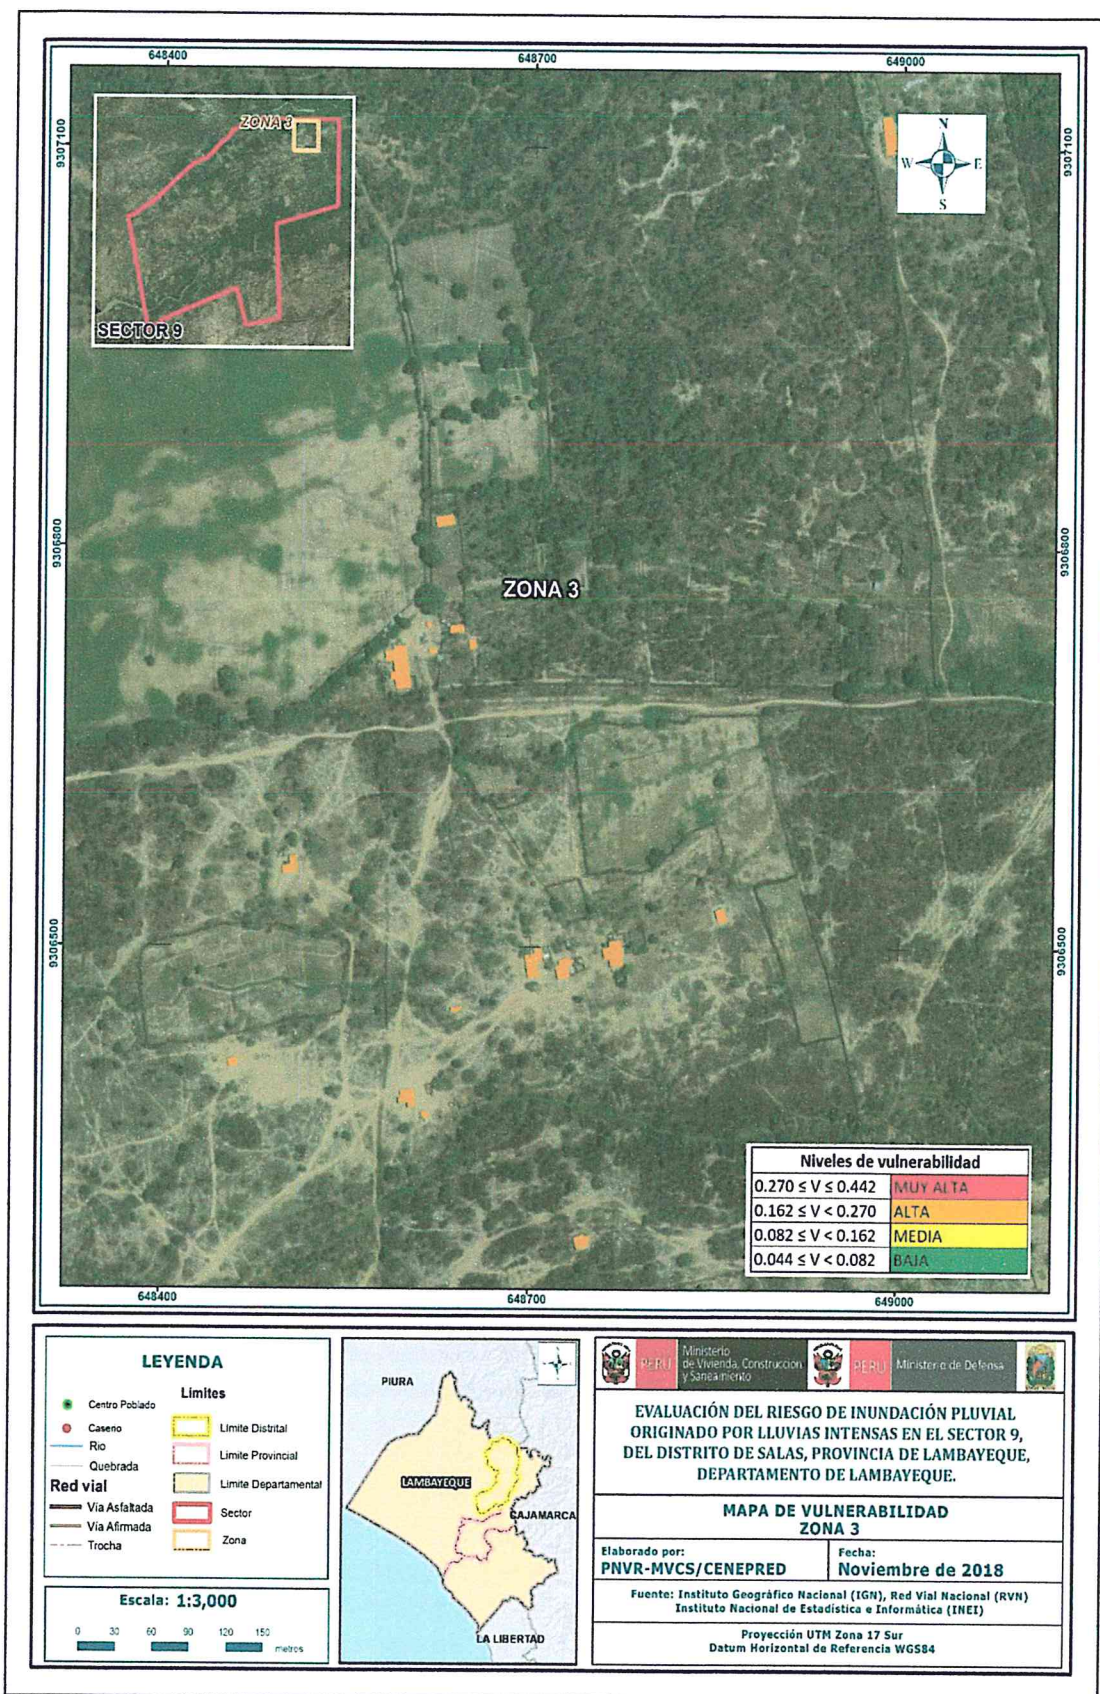 648400
648700
649000
9307100
9307100
ZONA 3
N
W
E
S
SECTOR 9
9306800
9306800
ZONA 3
9306500
9306500
Niveles de vulnerabilidad
0.270 ≤ V ≤ 0.442 MUY ALTA
0.162 ≤ V < 0.270 ALTA
0.082 ≤ V < 0.162 MEDIA
0.044 ≤ V < 0.082 BAJA
648400
648700
649000
LEYENDA
Centro Poblado
Caseno
Rio
Quebrada
Red vial
Vía Asfaltada
Vía Afirmada
Trocha
Limites
Límite Distrital
Limite Provincial
Limite Departamental
Sector
Zona
Escala: 1:3,000
0 30 60 90 120 150
metros
PIURA
LAMBAYEQUE
CAJAMARCA
LA LIBERTAD
PERÚ
Ministerio
de Vivienda, Construccion
y Saneamiento
PERÚ
Ministerio de Defensa
EVALUACIÓN DEL RIESGO DE INUNDACIÓN PLUVIAL
ORIGINADO POR LLUVIAS INTENSAS EN EL SECTOR 9,
DEL DISTRITO DE SALAS, PROVINCIA DE LAMBAYEQUE,
DEPARTAMENTO DE LAMBAYEQUE.
MAPA DE VULNERABILIDAD
ZONA 3
Elaborado por:
PNVR-MVCS/CENEPRED
Fecha:
Noviembre de 2018
Fuente: Instituto Geográfico Nacional (IGN), Red Vial Nacional (RVN)
Instituto Nacional de Estadística e Informática (INEI)
Proyección UTM Zona 17 Sur
Datum Horizontal de Referencia WGS84